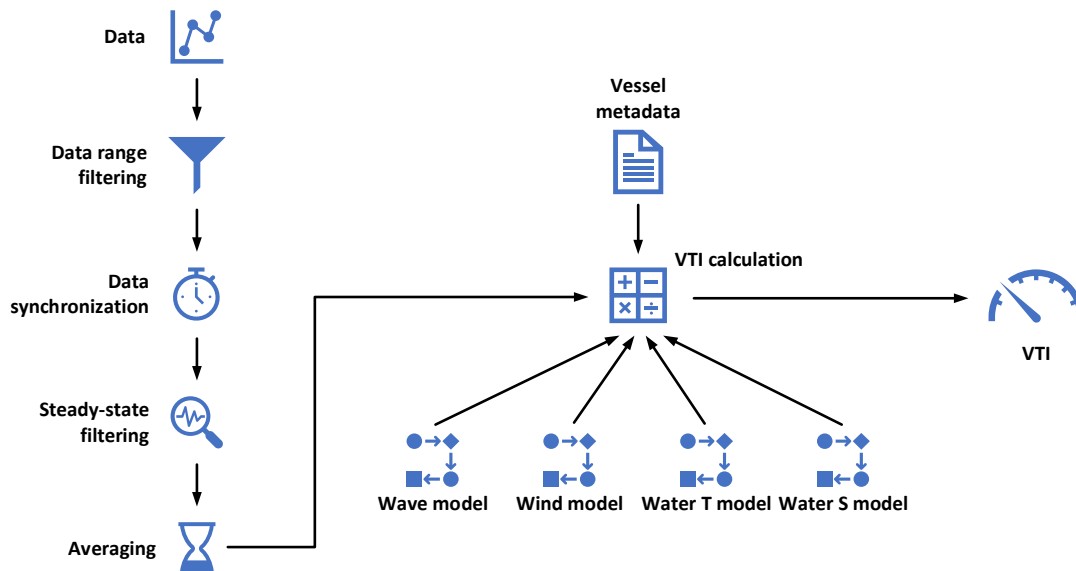 Data
Data range
filtering
Data
synchronization
Steady-state
filtering
Averaging
Vessel
metadata
VTI calculation
VTI
Wave model
Wind model
Water T model
Water S model